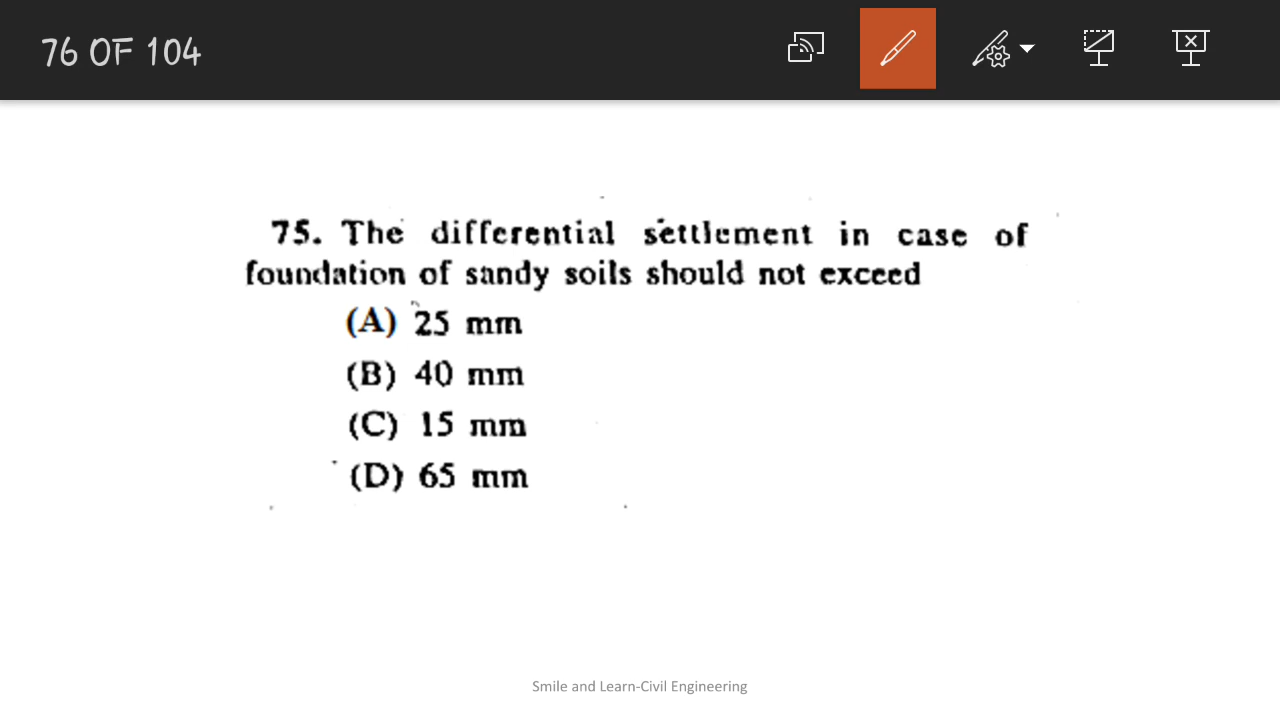 76 OF 104
75. The differential settlement in case of
foundation of sandy soils should not exceed
(A) 25 mm
(B) 40 mm
(C) 15 mm
(D) 65 mm
Smile and Learn-Civil Engineering